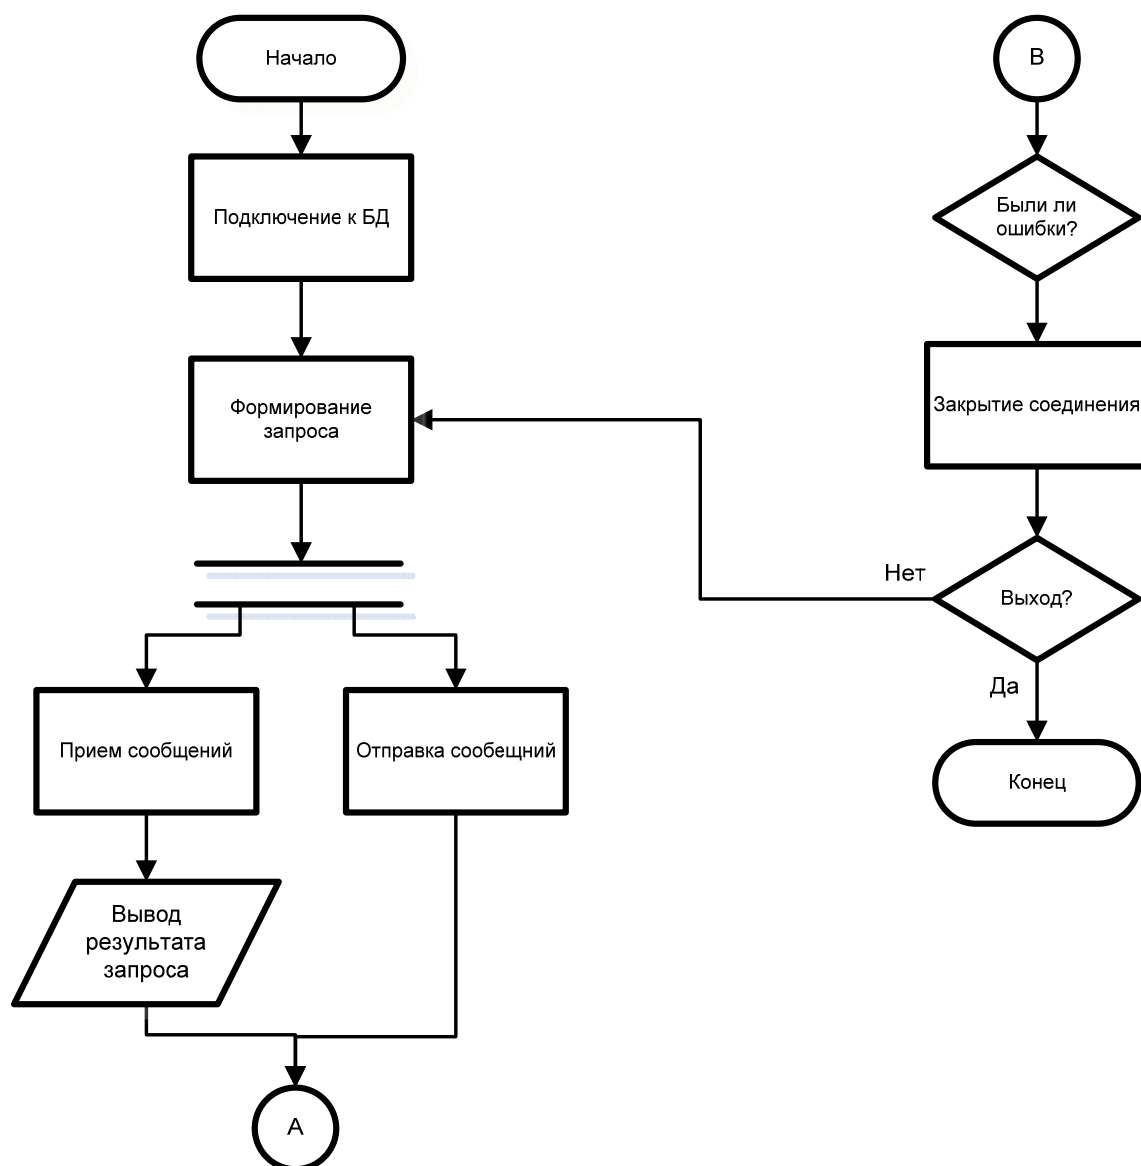 Начало
Подключение к БД
Формирование
запроса
Прием сообщений
Отправка сообещний
Вывод
результата
запроса
А
В
Были ли
ошибки?
Закрытие соединения
Нет
Выход?
Да
Конец